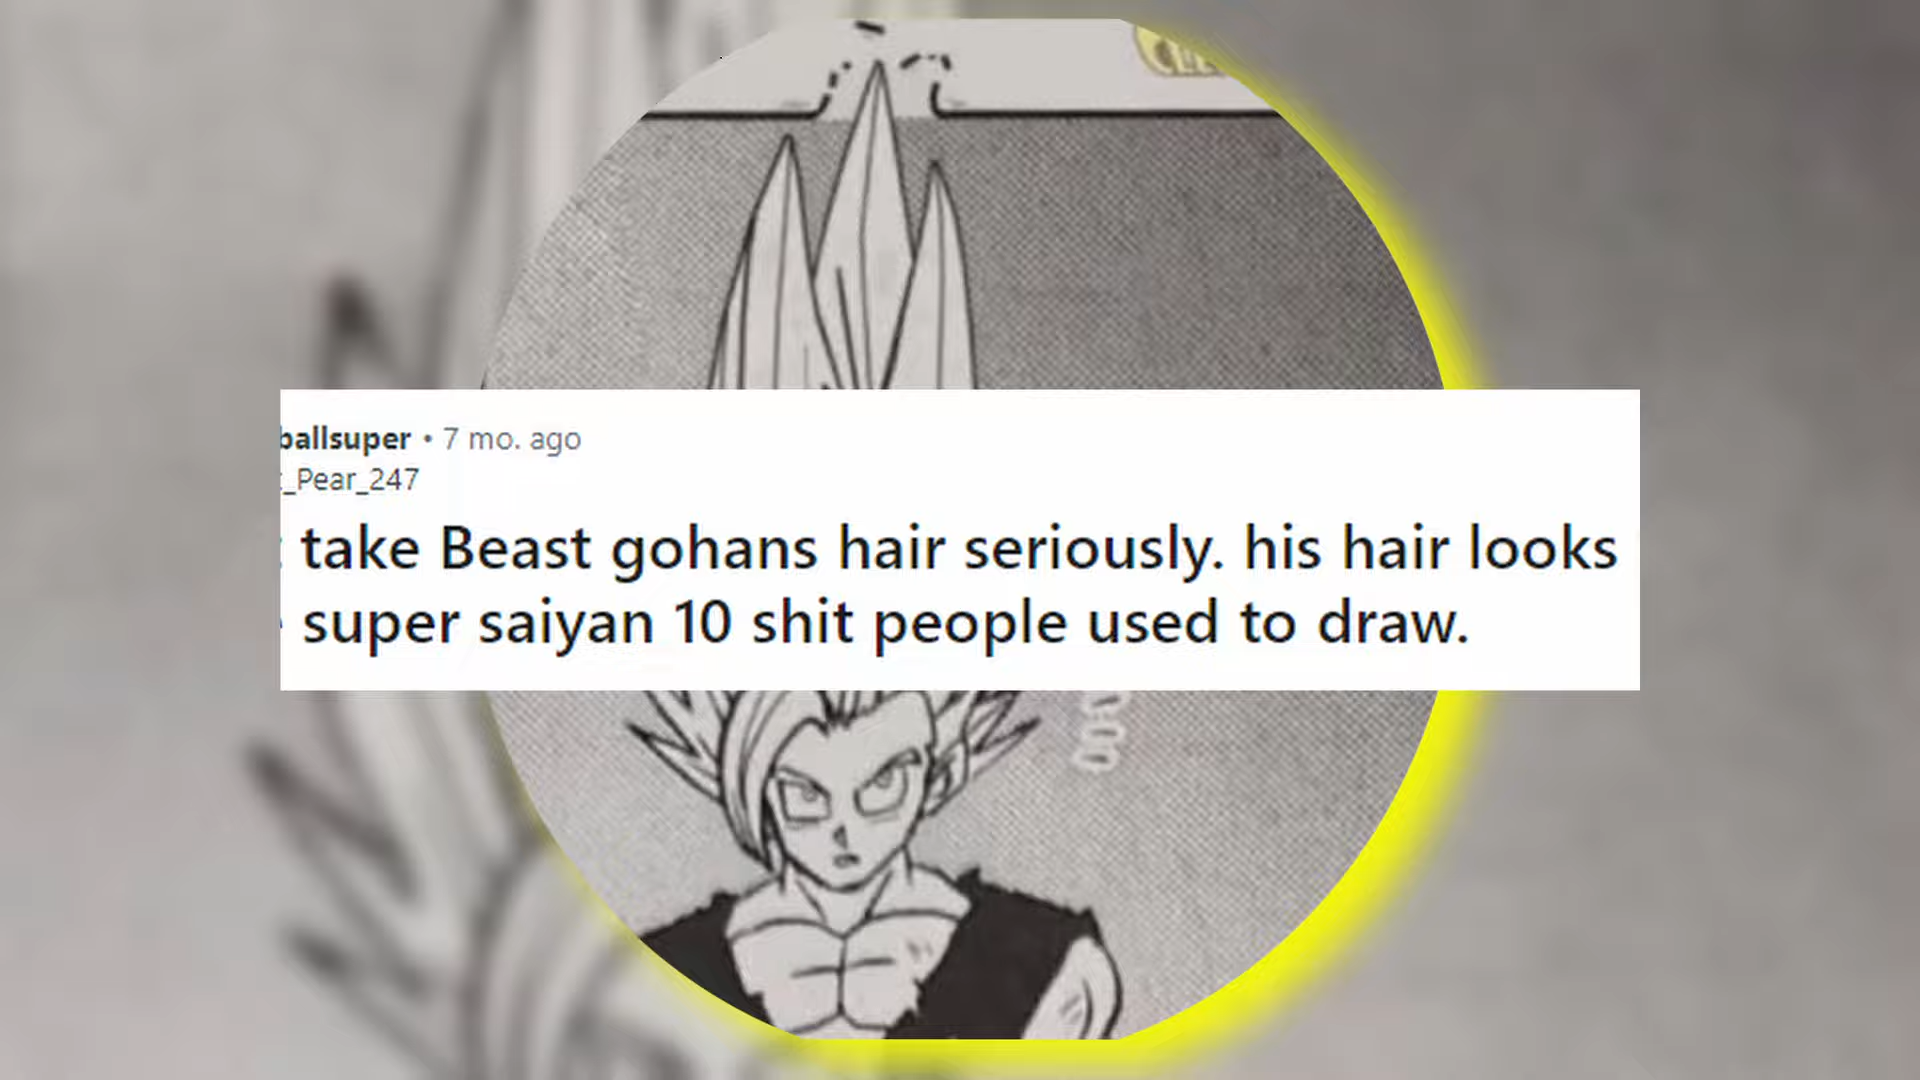 ballsuper • 7 mo. ago
_Pear_247
take Beast gohans hair seriously. his hair looks
super saiyan 10 shit people used to draw.